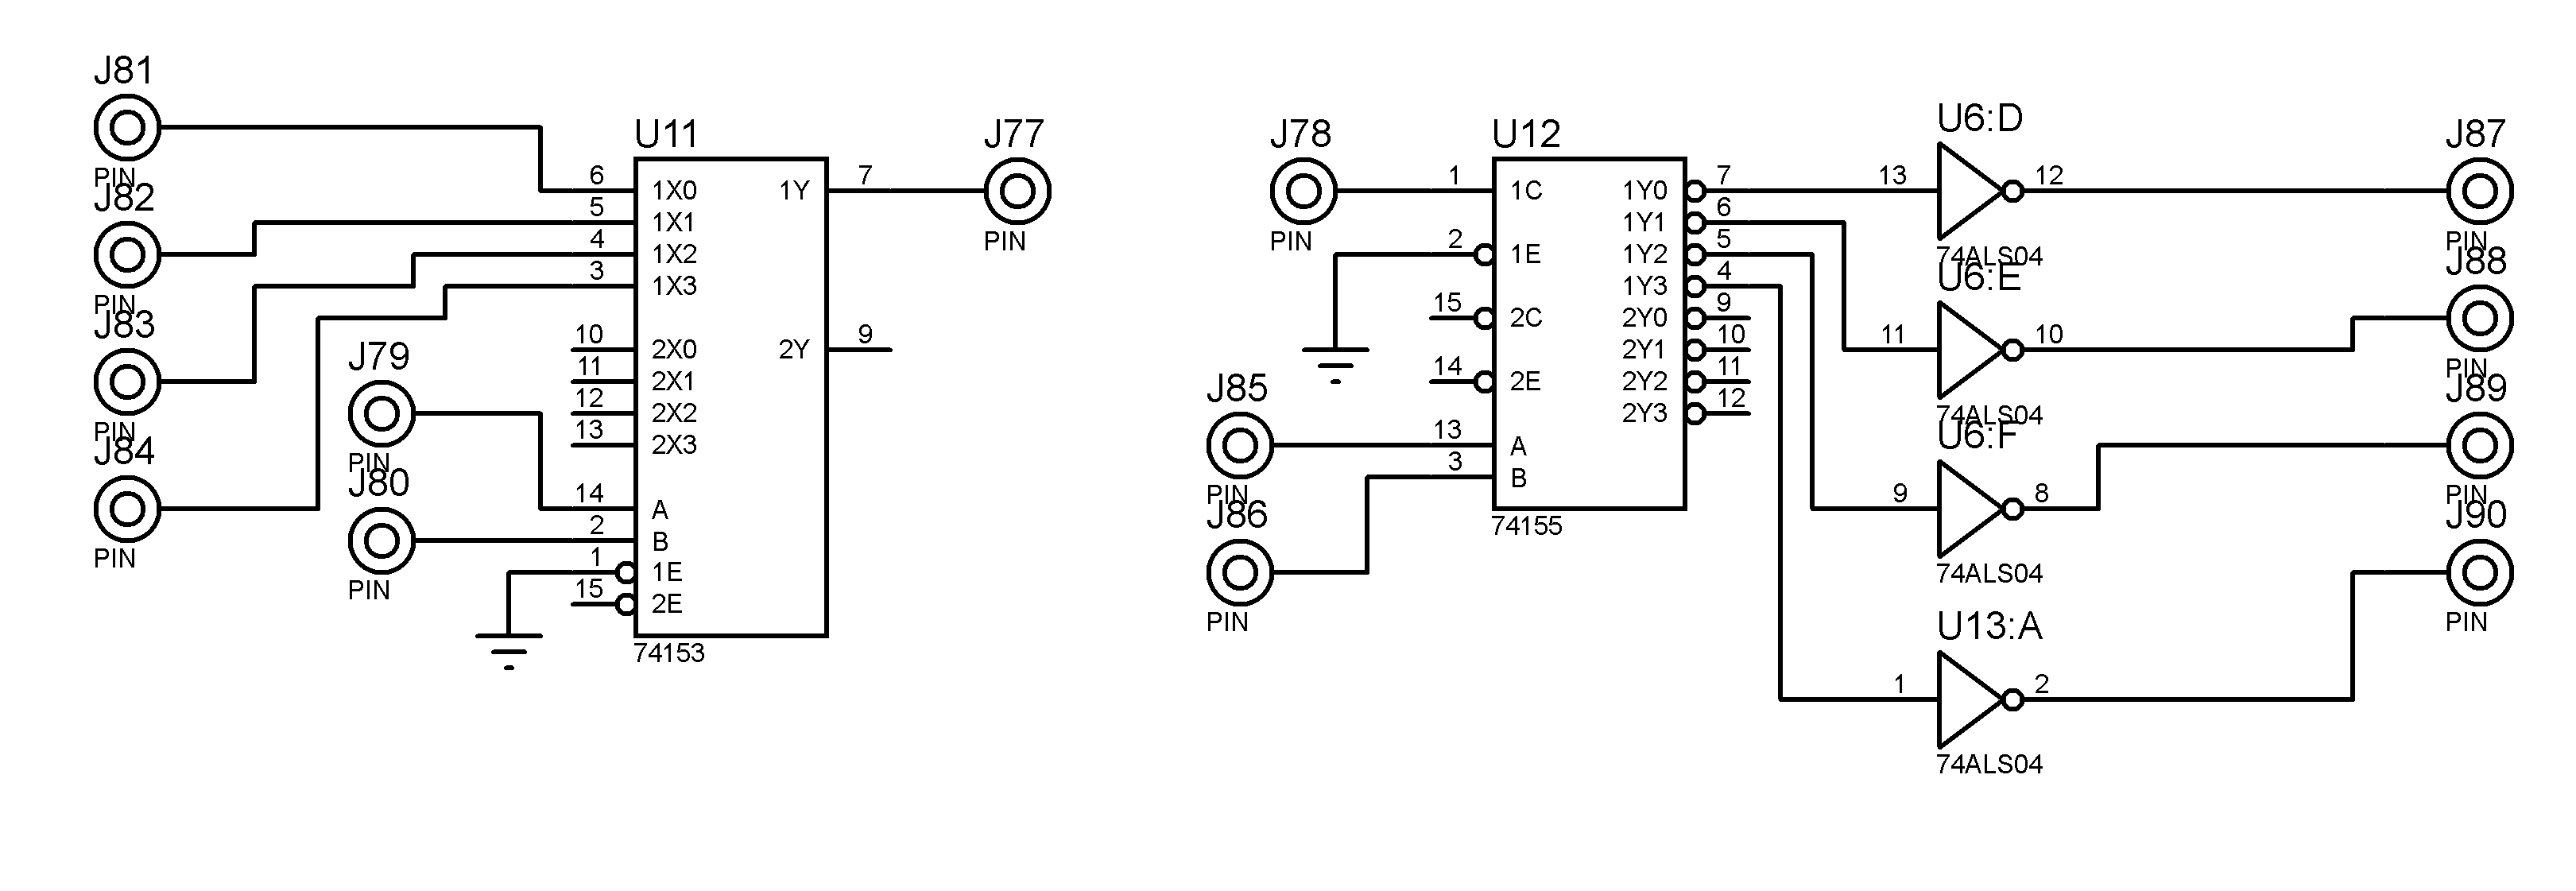 J81
PIN
J82
PIN
J83
PIN
J84
PIN
J79
PIN
J80
PIN
U11
6 1X0 1Y 7
5 1X1
4 1X2
3 1X3
10 2X0 2Y 9
11 2X1
12 2X2
13 2X3
14 A
2 B
1 1E
15 2E
74153
J77
PIN
J78
PIN
J85
PIN
J86
PIN
U12
1 1C 1Y0 7
1Y1 6
2 1E 1Y2 5
1Y3 4
15 2C 2Y0 9
2Y1 10
14 2E 2Y2 11
2Y3 12
13 A
3 B
74155
U6:D
13 12
74ALS04
U6:E
11 10
74ALS04
U6:F
9 8
74ALS04
U13:A
1 2
74ALS04
J87
PIN
J88
PIN
J89
PIN
J90
PIN